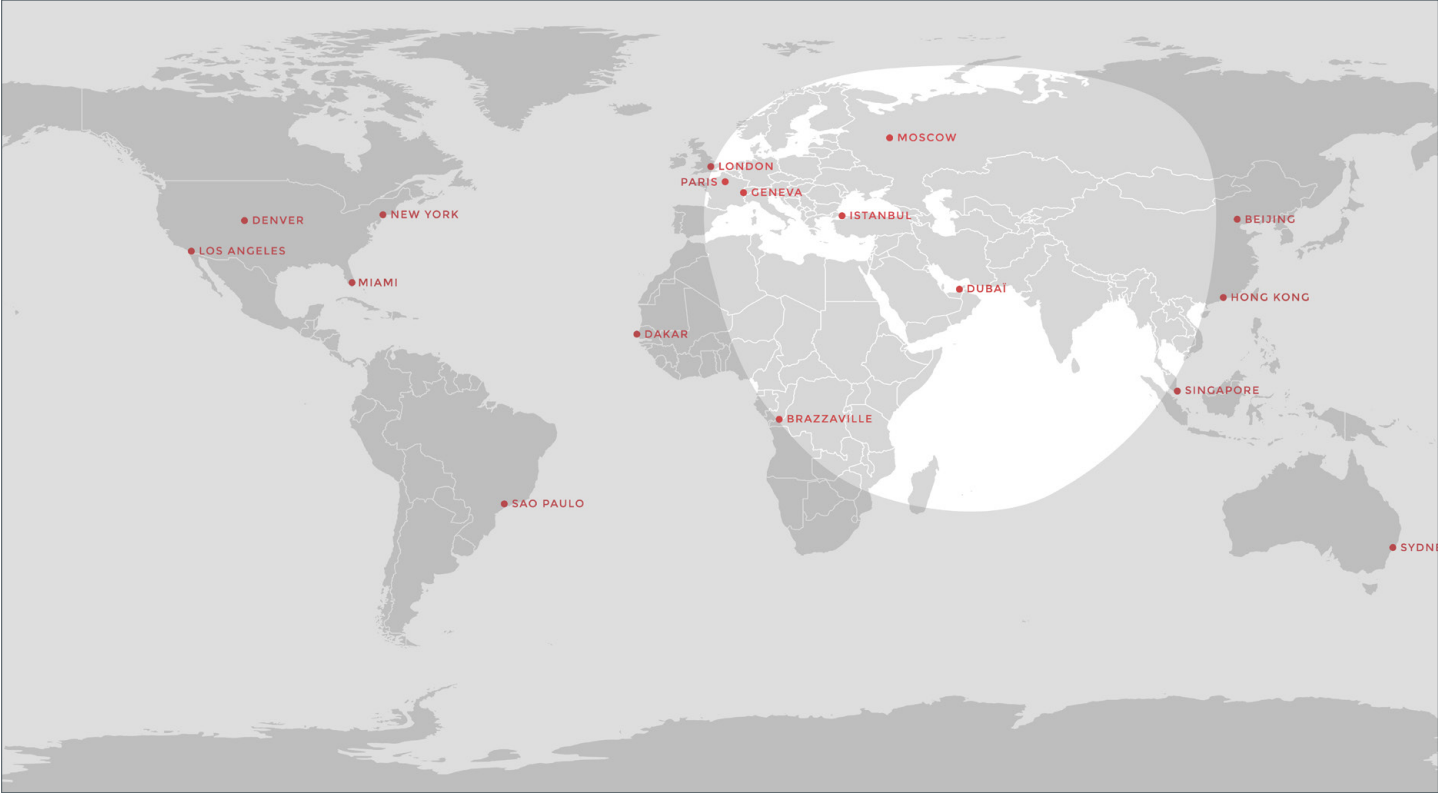 MOSCOW
LONDON
PARIS
GENEVA
DENVER
NEW YORK
ISTANBUL
BEIJING
LOS ANGELES
MIAMI
DUBAÏ
HONG KONG
DAKAR
SINGAPORE
BRAZZAVILLE
SAO PAULO
SYDNE